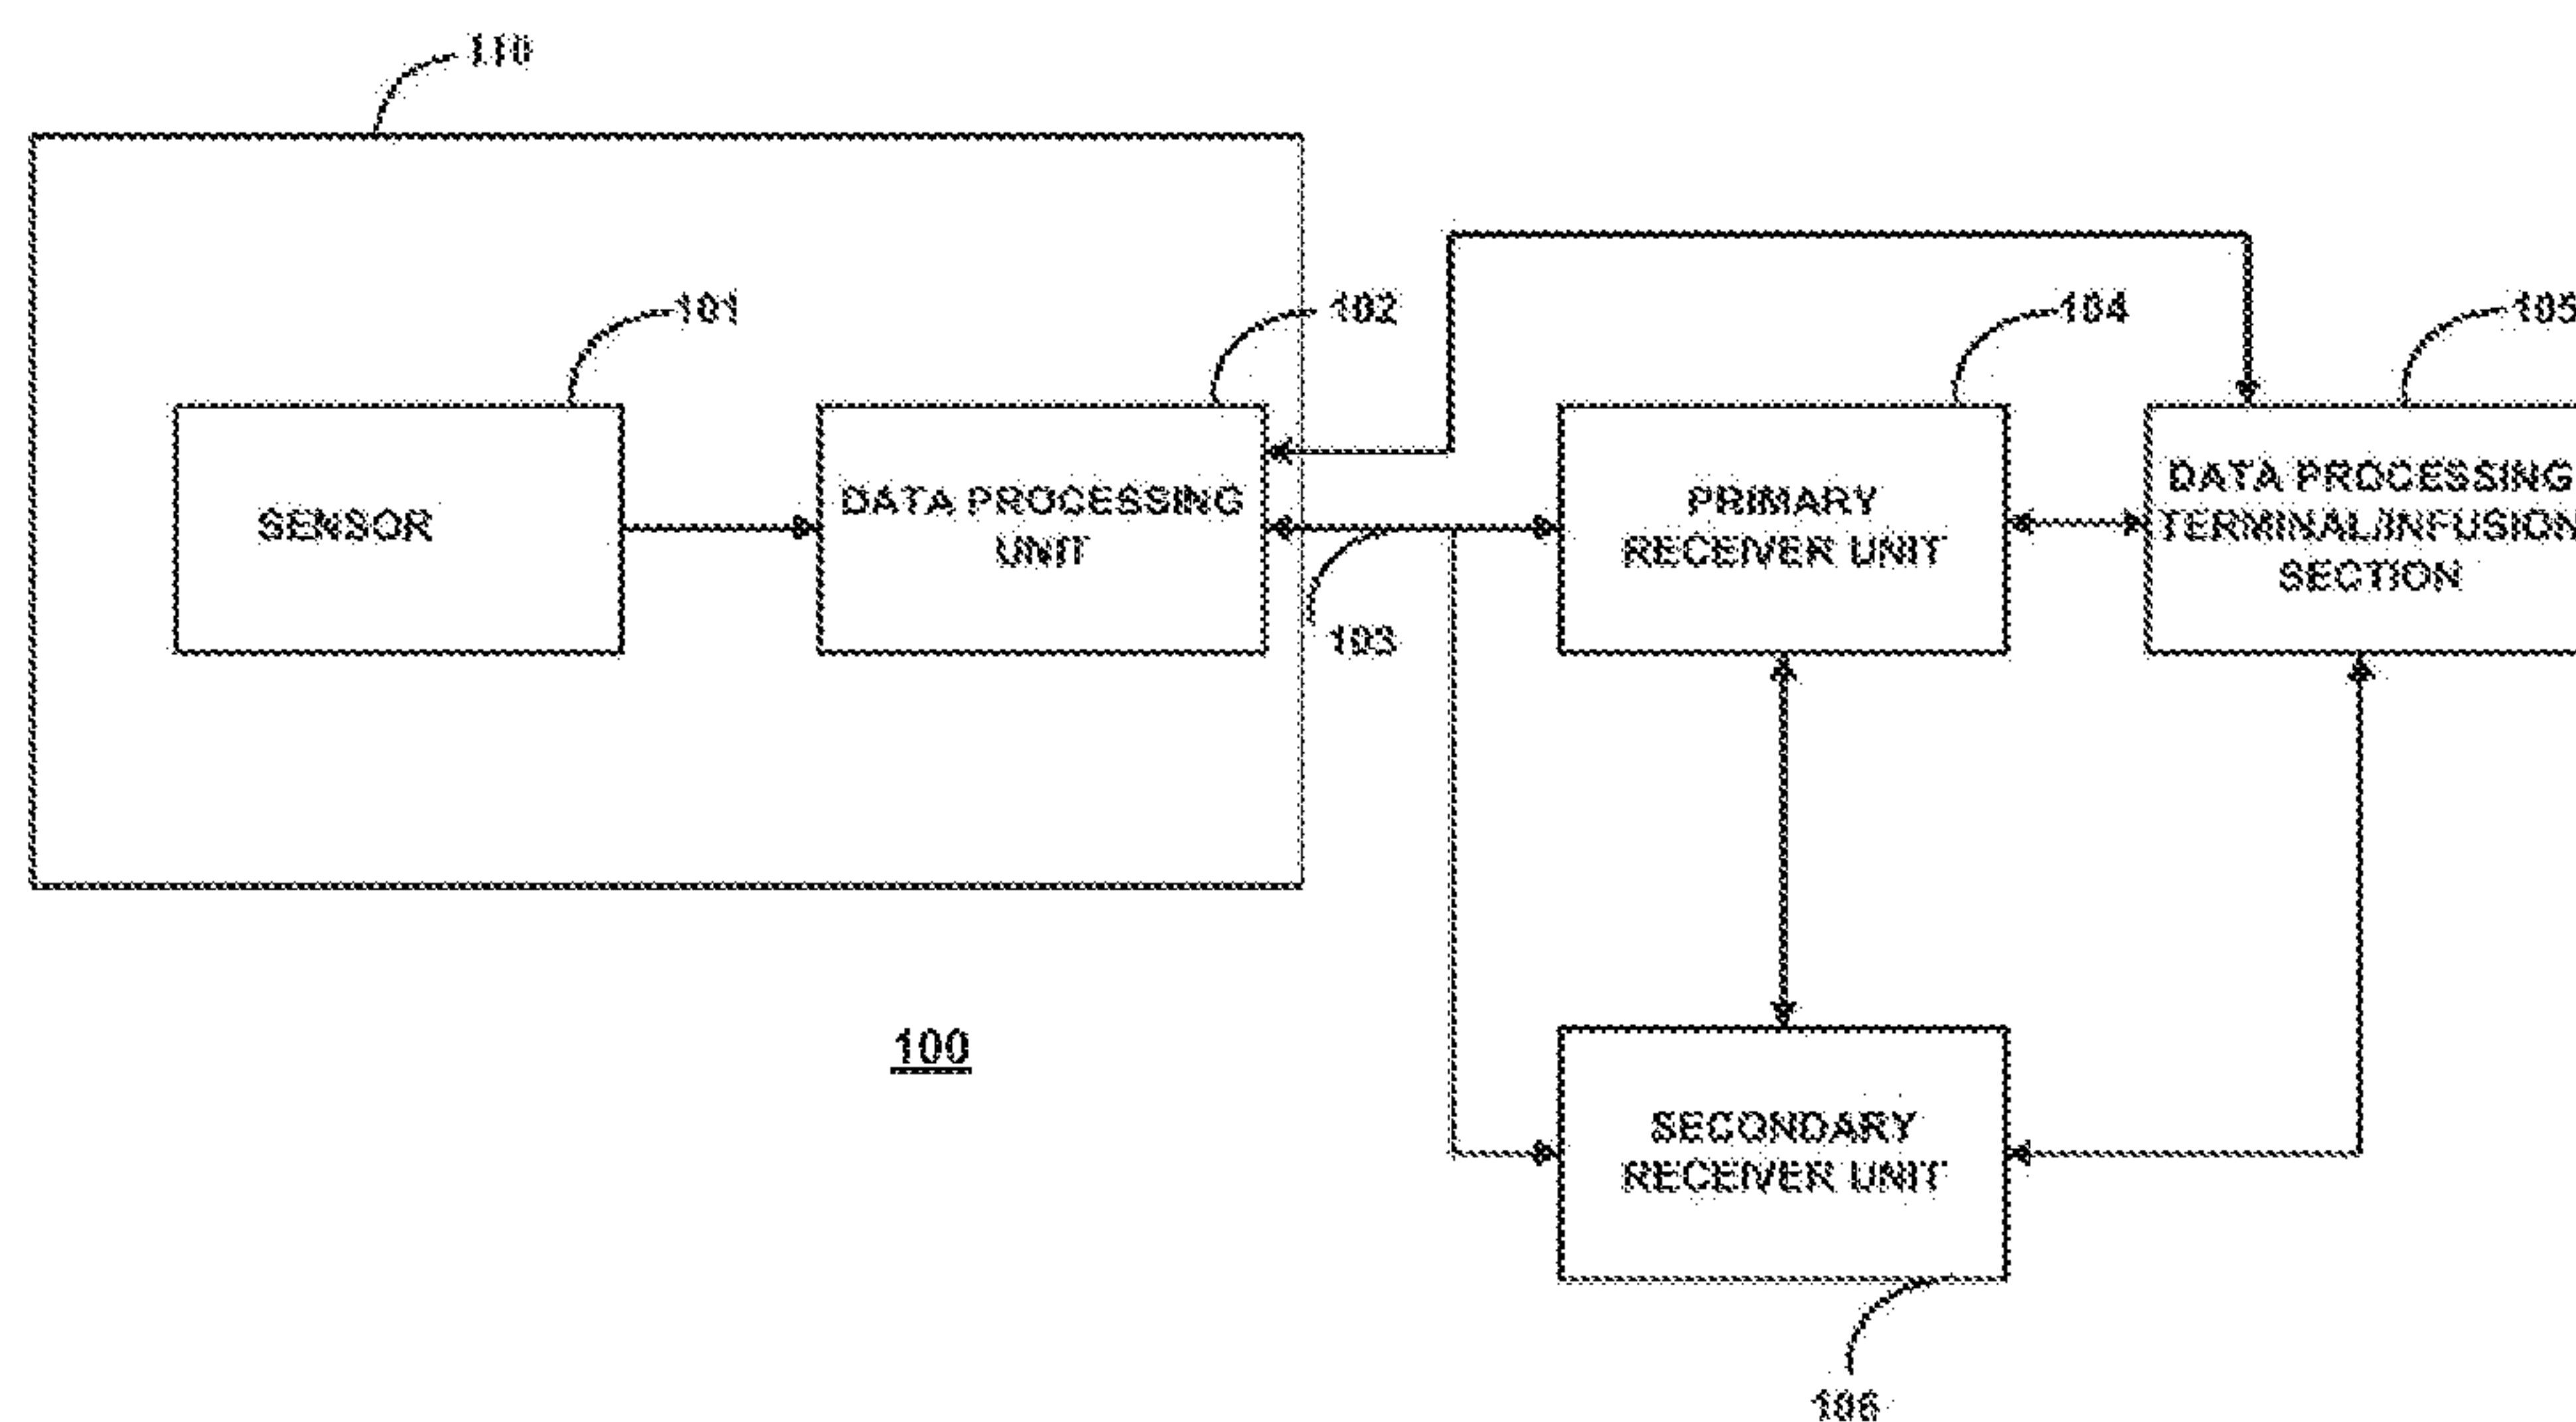 110
101
102
104
105
SENSOR
DATA PROCESSING
UNIT
PRIMARY
RECEIVER UNIT
DATA PROCESSING
TERMINAL/INFUSION
SECTION
103
100
SECONDARY
RECEIVER UNIT
106